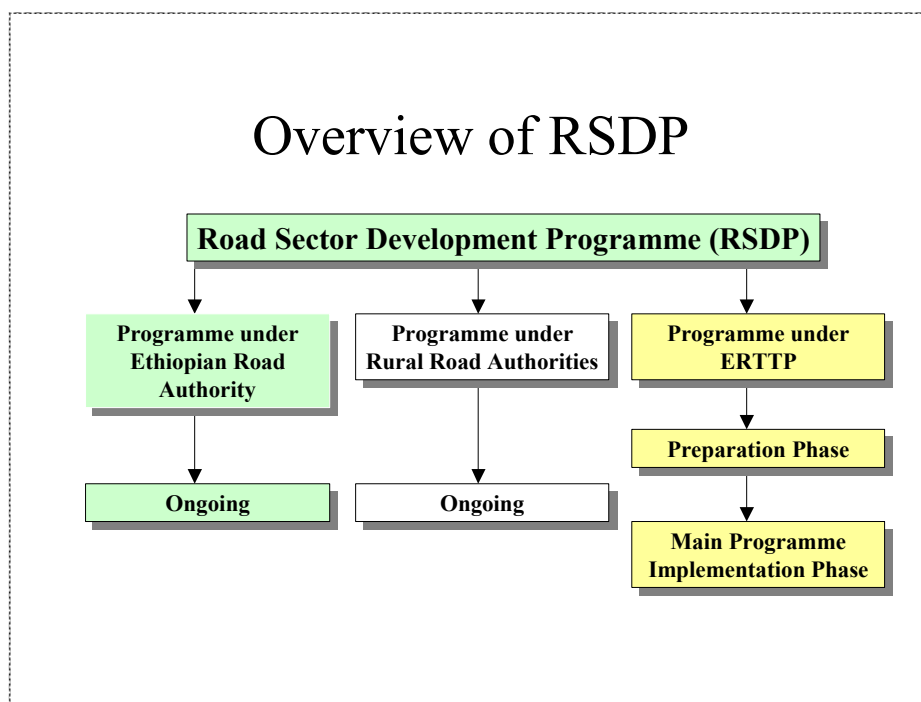 Overview of RSDP
Road Sector Development Programme (RSDP)
Programme under
Ethiopian Road
Authority
Programme under
Rural Road Authorities
Programme under
ERTTP
Preparation Phase
Ongoing
Ongoing
Main Programme
Implementation Phase